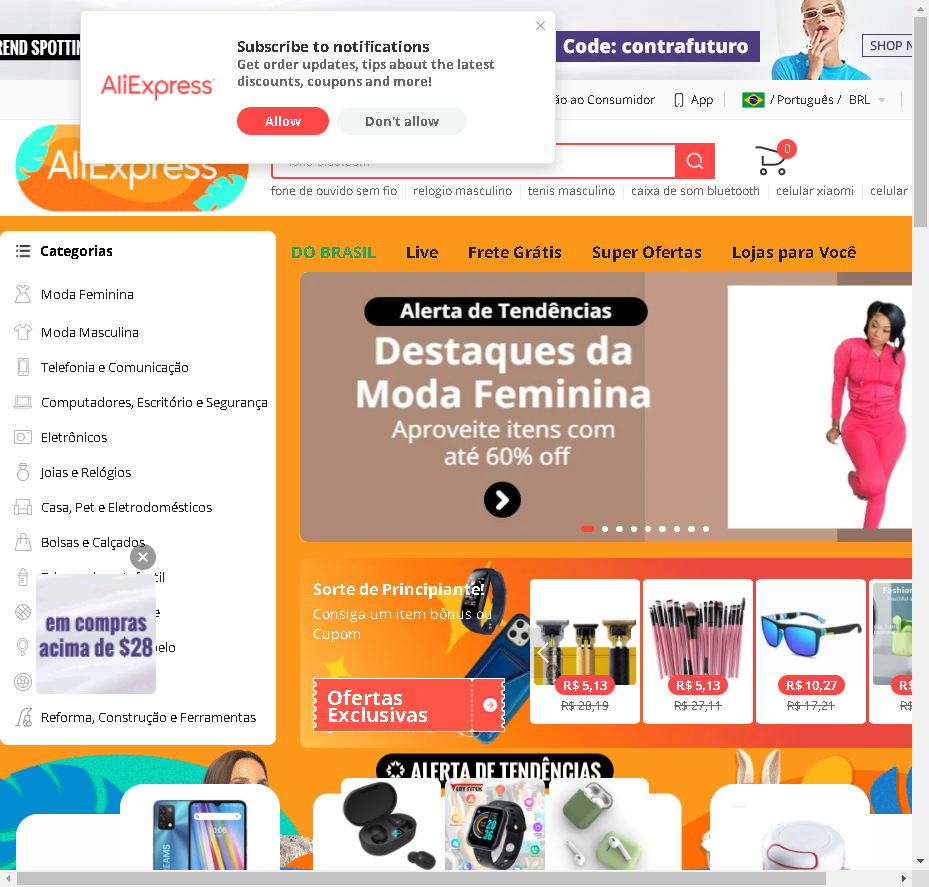 TREND SPOTTIN
Code: contrafuturo
SHOP N
Subscribe to notifications
Get order updates, tips about the latest
discounts, coupons and more!
AliExpress
Allow
Don't allow
ão ao Consumidor
App
/ Português / BRL
AliExpress
fone bluetooth
0
fone de ouvido sem fio
relogio masculino
tenis masculino
caixa de som bluetooth
celular xiaomi
celular
Categorias
DO BRASIL
Live
Frete Grátis
Super Ofertas
Lojas para Você
Moda Feminina
Moda Masculina
Telefonia e Comunicação
Computadores, Escritório e Segurança
Eletrônicos
Joias e Relógios
Casa, Pet e Eletrodomésticos
Bolsas e Calçados
til
e
elo
Reforma, Construção e Ferramentas
em compras
acima de $28
Alerta de Tendências
Destaques da
Moda Feminina
Aproveite itens com
até 60% off
Sorte de Principiante!
Consiga um item bônus ou
Cupom
Ofertas
Exclusivas
R$ 5,13
R$ 28,19
R$ 5,13
R$ 27,11
R$ 10,27
R$ 17,21
Fashion
R$
R$
ALERTA DE TENDÊNCIAS
10:08
VERY FITEK